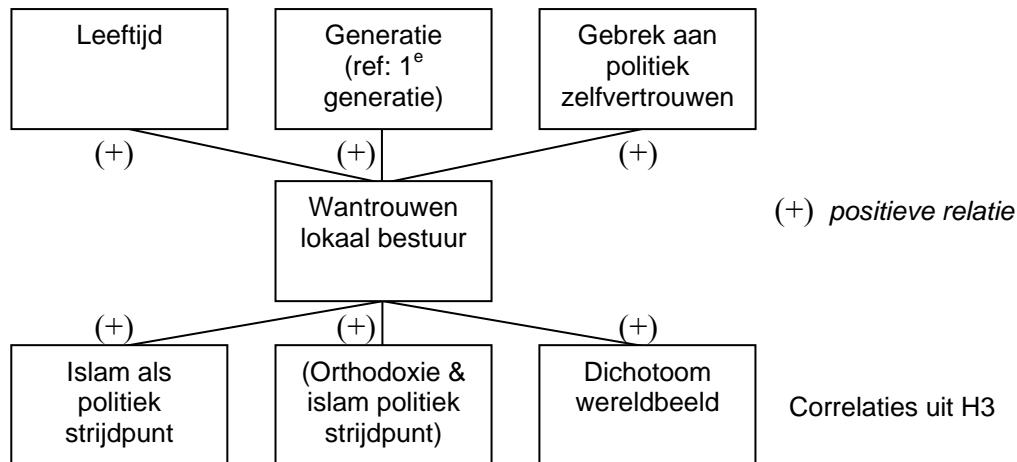 Leeftijd
Generatie
(ref: 1e
generatie)
Gebrek aan
politiek
zelfvertrouwen
(+)
(+)
(+)
Wantrouwen
lokaal bestuur
(+) positieve relatie
(+)
(+)
(+)
Islam als
politiek
strijdpunt
(Orthodoxie &
islam politiek
strijdpunt)
Dichotoom
wereldbeeld
Correlaties uit H3